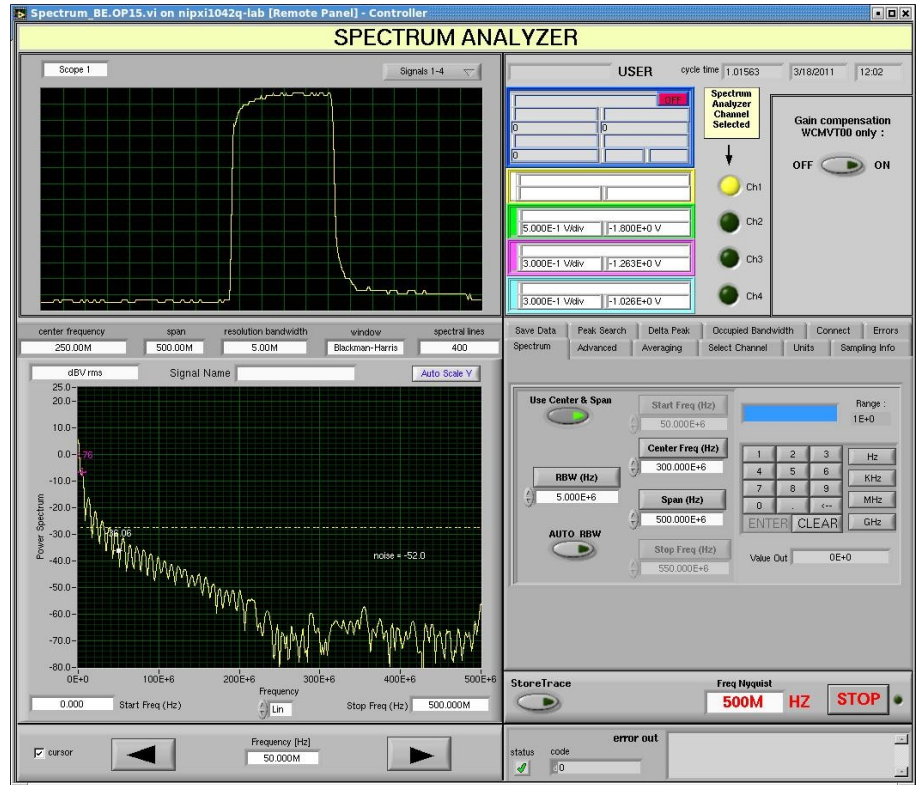 Spectrum_BE.OP15.vi on nipxi1042q-lab [Remote Panel] - Controller
SPECTRUM ANALYZER
Scope 1
Signals 1-4
USER
cycle time 1.01563
3/18/2011
12:02
OFF
0
0
0
5.000E-1 V/div
-1.800E+0 V
3.000E-1 V/div
-1.263E+0 V
3.000E-1 V/div
-1.026E+0 V
Spectrum
Analyzer
Channel
Selected
Ch1
Ch2
Ch3
Ch4
Gain compensation
WCMVT00 only :
OFF
ON
center frequency
span
resolution bandwidth
window
spectral lines
250.00M
500.00M
5.00M
Blackman-Harris
400
dBV rms
Signal Name
Auto Scale Y
25.0
20.0
10.0
0.0
-10.0
-20.0
-30.0
-40.0
-50.0
-60.0
-70.0
-80.0
Power Spectrum
noise = -52.0
0E+0
100E+6
200E+6
300E+6
400E+6
500E+6
Frequency
0.000
Start Freq (Hz)
Lin
Stop Freq (Hz)
500.000M
cursor
Frequency [Hz]
50.000M
Save Data
Peak Search
Delta Peak
Occupied Bandwidth
Connect
Errors
Spectrum
Advanced
Averaging
Select Channel
Units
Sampling Info
Use Center & Span
RBW (Hz)
5.000E+6
AUTO RBW
Start Freq (Hz)
50.000E+6
Center Freq (Hz)
300.000E+6
Span (Hz)
500.000E+6
Stop Freq (Hz)
550.000E+6
Range :
1E+0
1 2 3
4 5 6
7 8 9
0 . <--
ENTER CLEAR
Hz
KHz
MHz
GHz
Value Out
0E+0
StoreTrace
Freq Nyquist
500M HZ
STOP
error out
status
code
d0